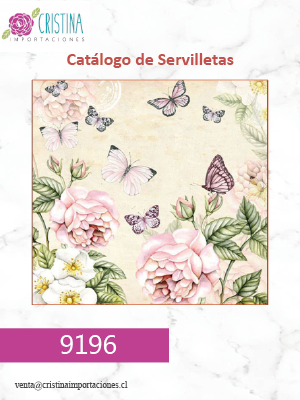 CRISTINA
IMPORTACIONES
Catálogo de Servilletas
9196
venta@cristinaimportaciones.cl